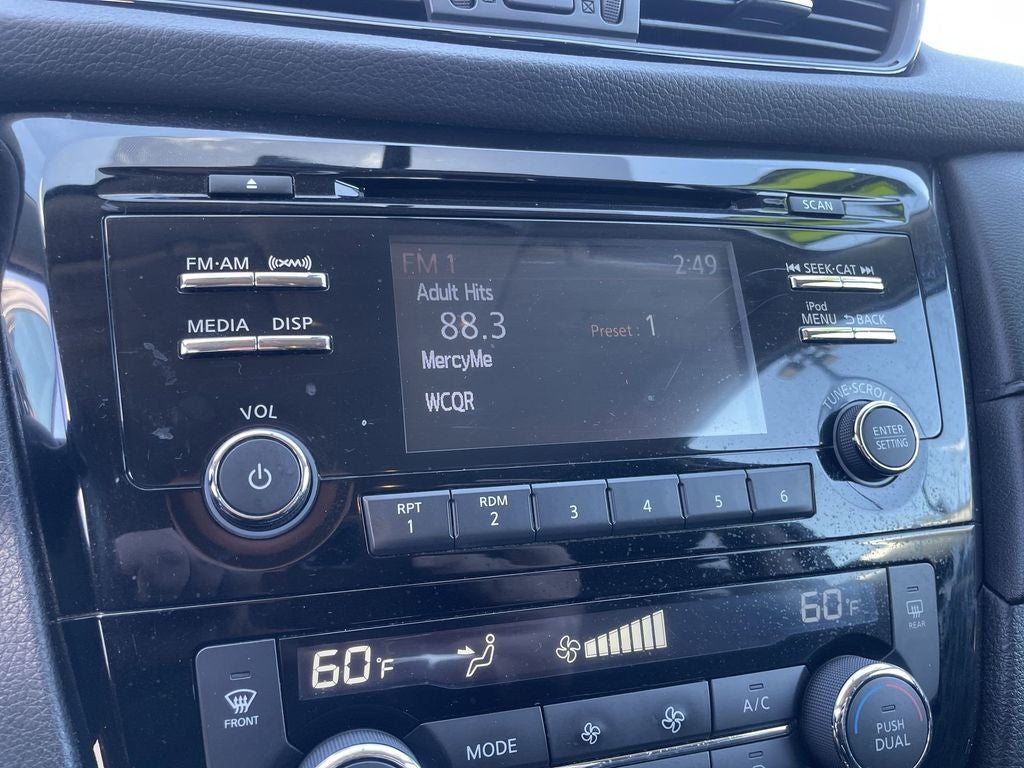 SCAN
FM·AM
((XM))
MEDIA
DISP
FM 1
2:49
Adult Hits
88.3
Preset : 1
MercyMe
WCQR
SEEK·CAT
iPod
MENU
BACK
VOL
TUNE·SCROLL
ENTER
SETTING
RPT
1
RDM
2
3
4
5
6
60°F
60°F
FRONT
REAR
MODE
A/C
PUSH
DUAL